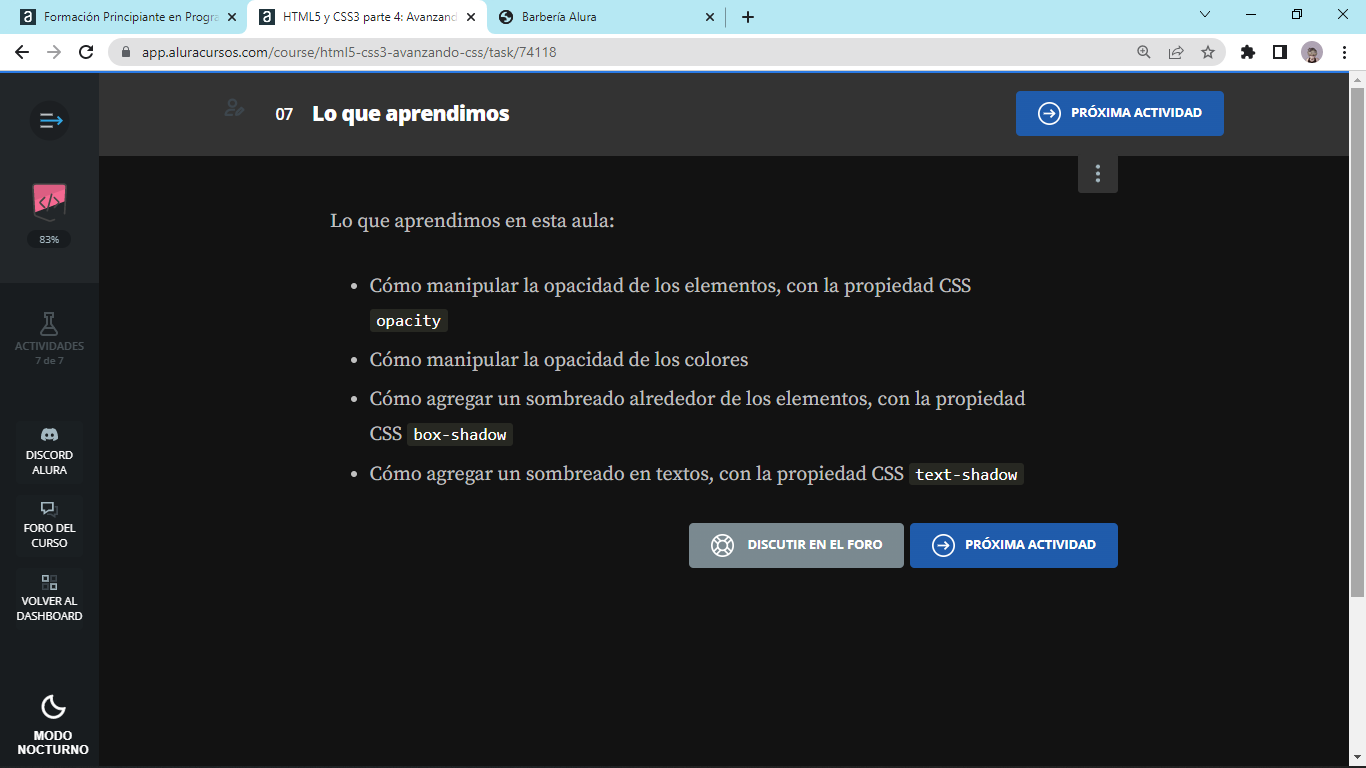 Formación Principiente en Progra
HTML5 y CSS3 parte 4: Avanzand
Barbería Alura
app.aluracursos.com/course/html5-css3-avanzando-css/task/74118
07 Lo que aprendimos
PRÓXIMA ACTIVIDAD
83%
ACTIVIDADES
7 de 7
DISCORD
ALURA
FORO DEL
CURSO
VOLVER AL
DASHBOARD
MODO
NOCTURNO
Lo que aprendimos en esta aula:
• Cómo manipular la opacidad de los elementos, con la propiedad CSS
opacity
• Cómo manipular la opacidad de los colores
• Cómo agregar un sombreado alrededor de los elementos, con la propiedad
CSS box-shadow
• Cómo agregar un sombreado en textos, con la propiedad CSS text-shadow
DISCUTIR EN EL FORO
PRÓXIMA ACTIVIDAD